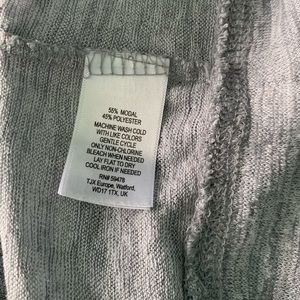 55% MODAL
45% POLYESTER
MACHINE WASH COLD
WITH LIKE COLORS
GENTLE CYCLE
ONLY NON-CHLORINE
BLEACH WHEN NEEDED
LAY FLAT TO DRY
COOL IRON IF NEEDED
RN# 59478
TJX Europe, Watford,
WD17 1TX, UK